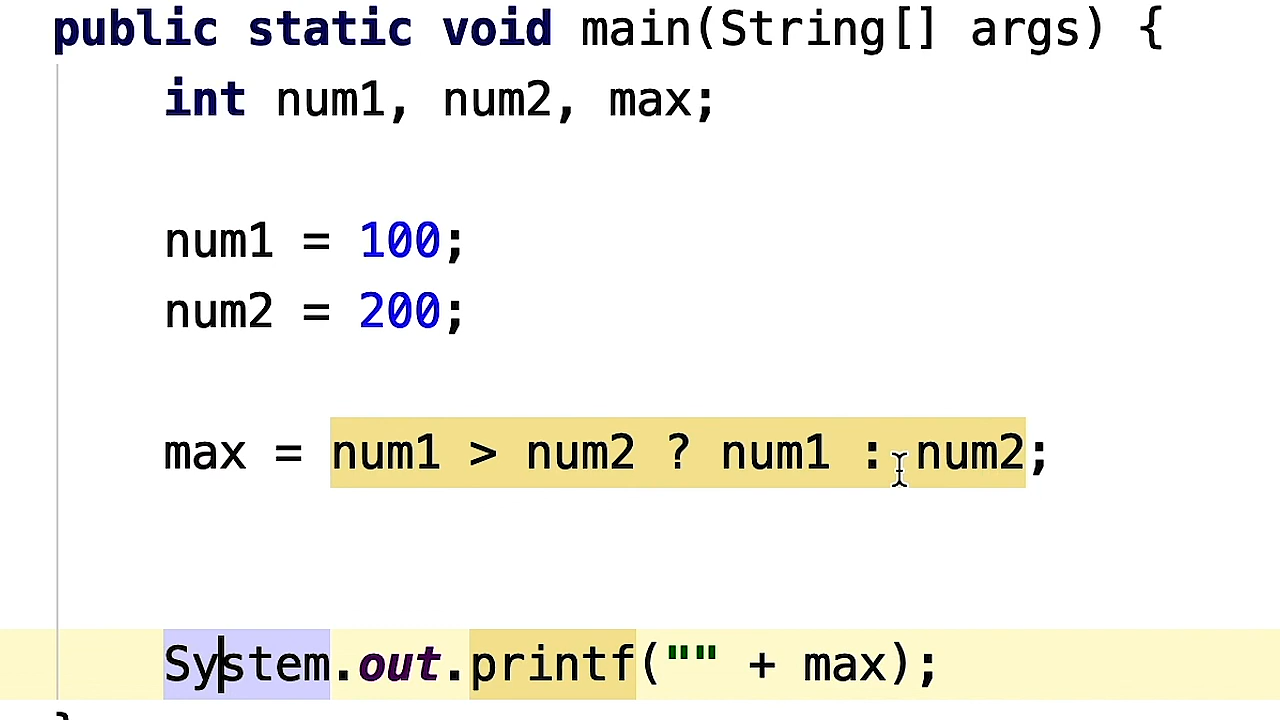 public static void main(String[] args) {
int num1, num2, max;
num1 = 100;
num2 = 200;
max = num1 > num2 ? num1 : num2;
System.out.printf("" + max);
}